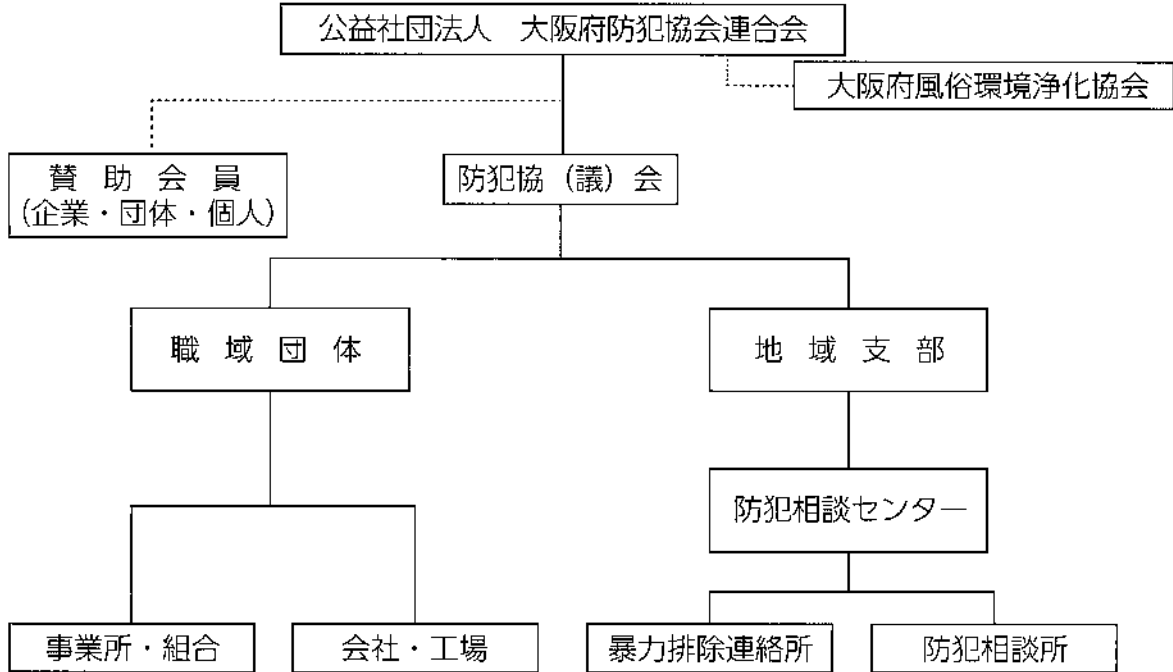 公益社団法人　大阪府防犯協会連合会
大阪府風俗環境浄化協会
賛助会員
(企業・団体・個人)
防犯協（議）会
職域団体
地域支部
防犯相談センター
事業所・組合
会社・工場
暴力排除連絡所
防犯相談所